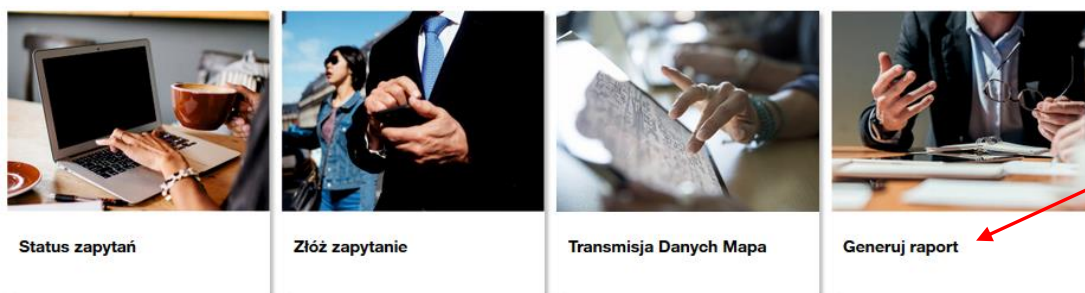 Status zapytań
Złóż zapytanie
Transmisja Danych Mapa
Generuj raport